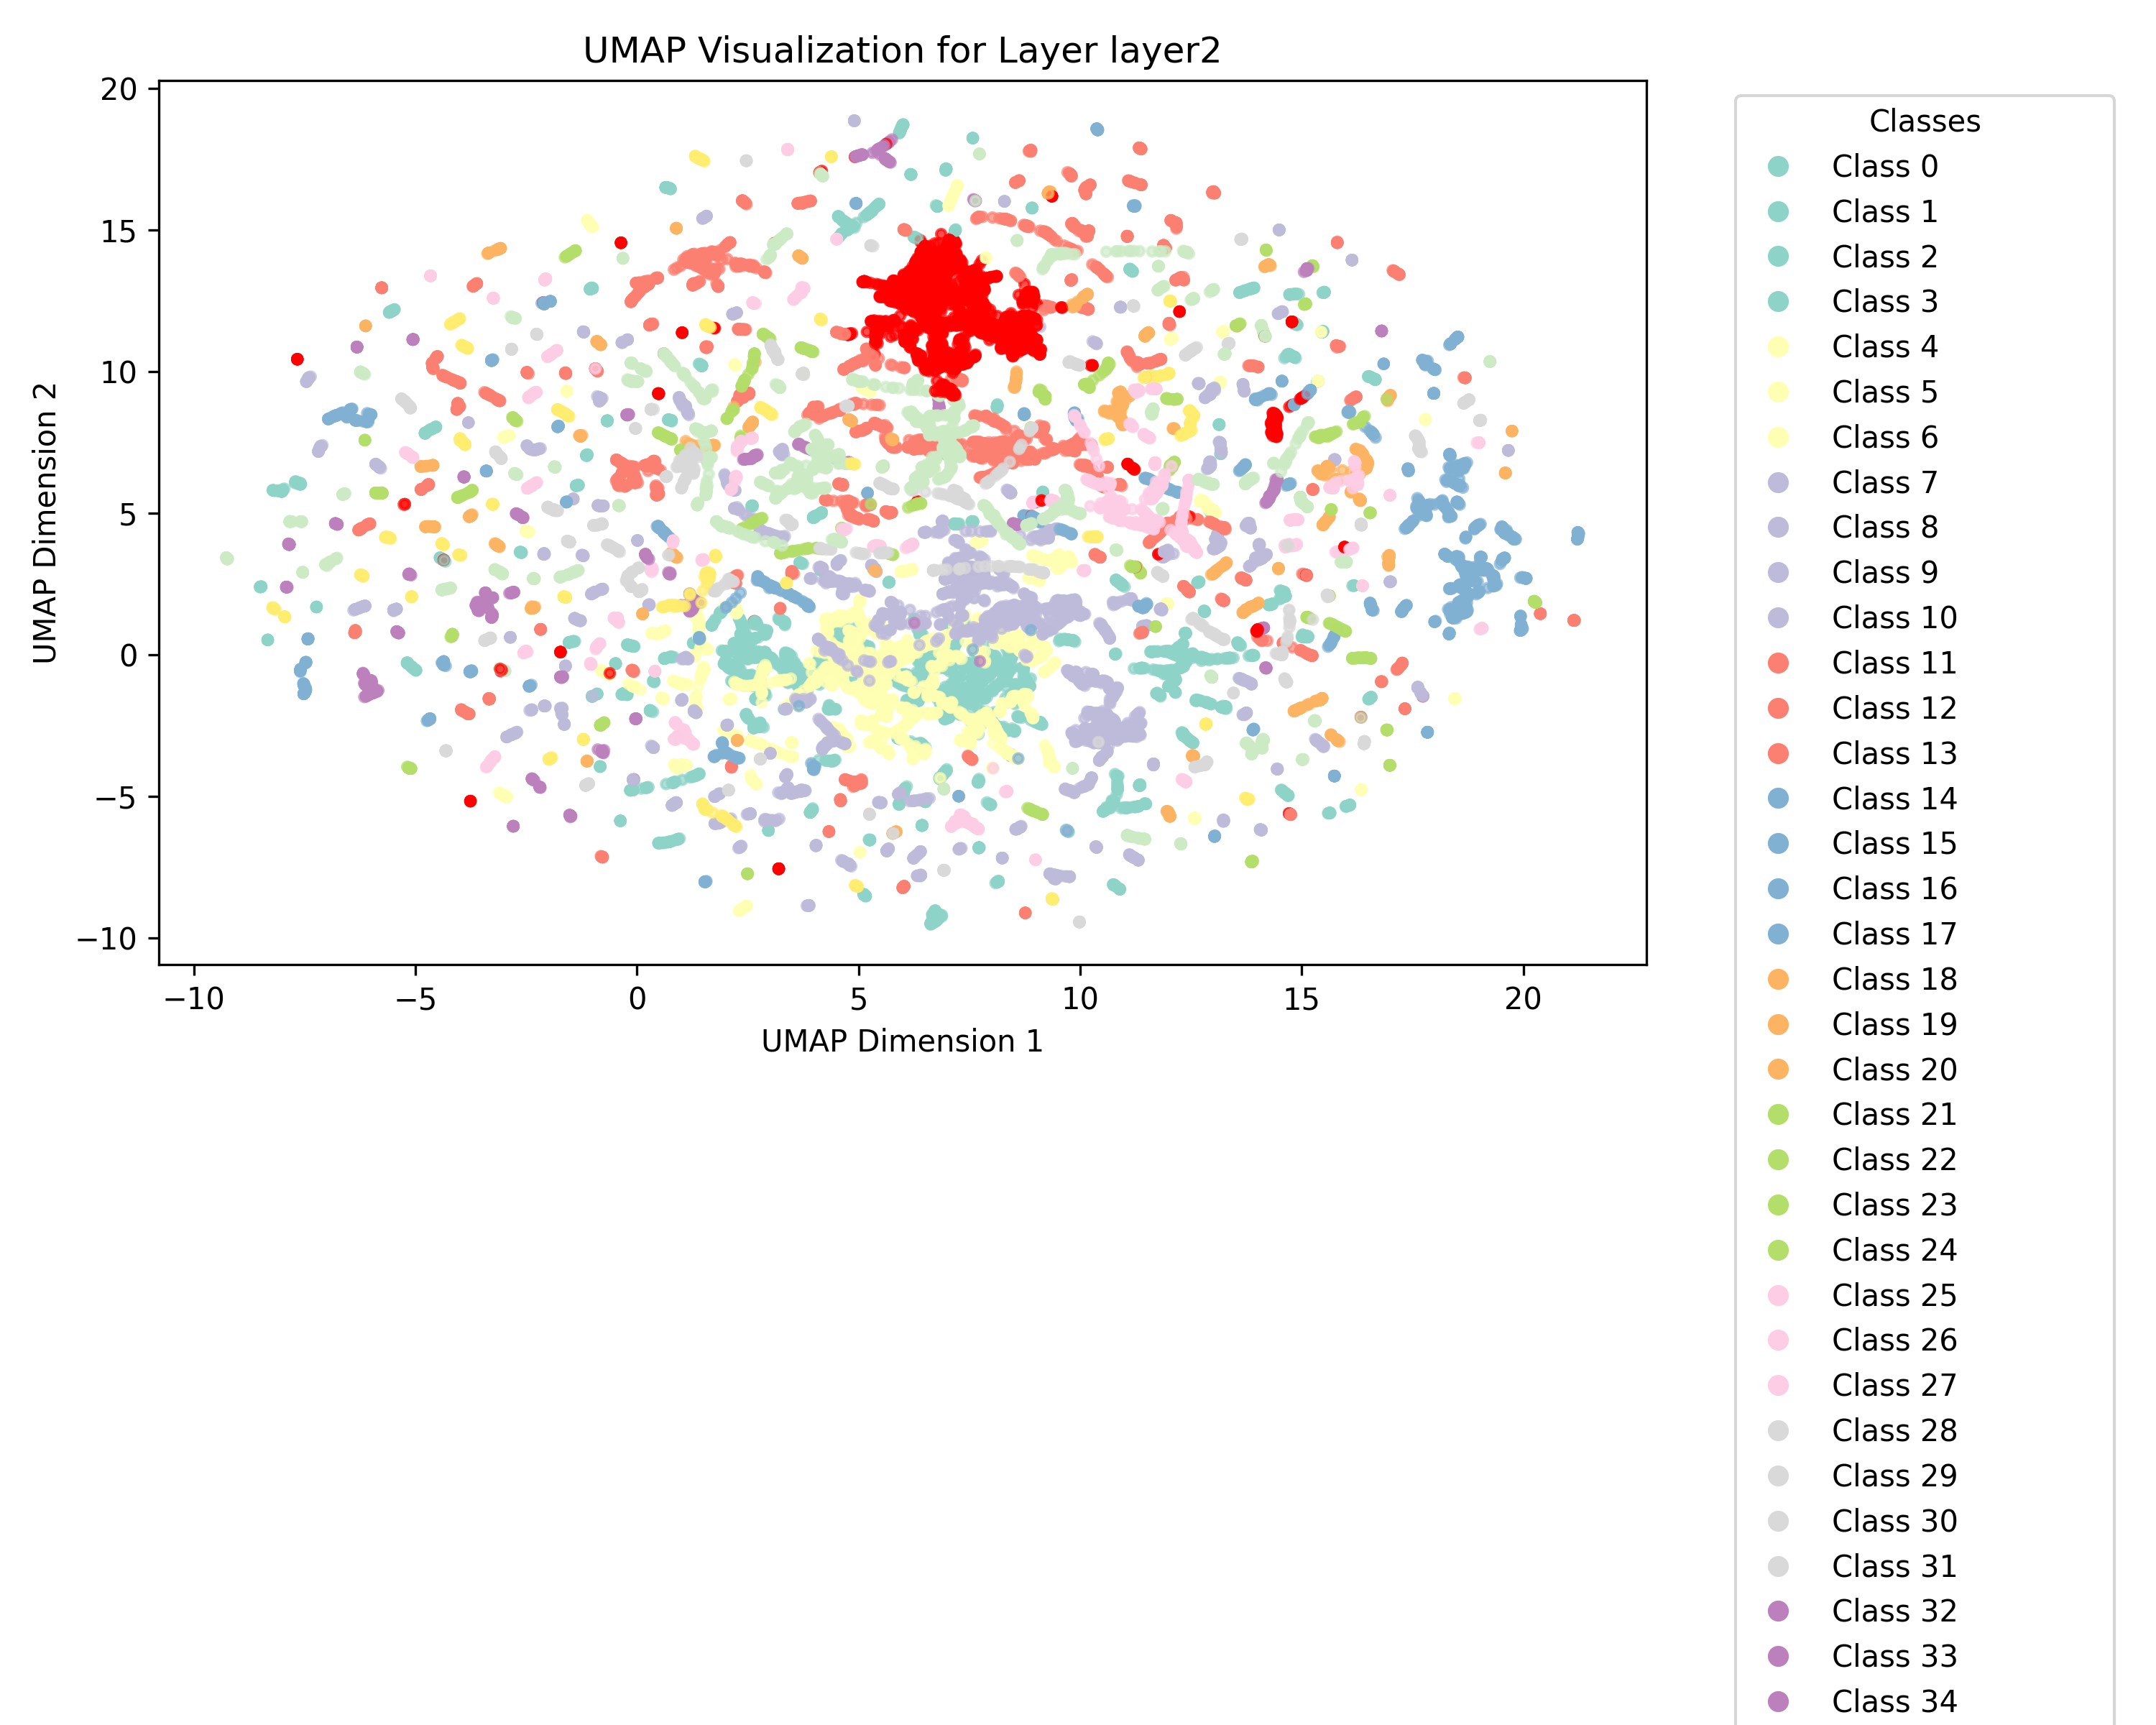 UMAP Visualization for Layer layer2
20
15
10
5
0
−5
−10
UMAP Dimension 2
−10
−5
0
5
10
15
20
UMAP Dimension 1
Classes
Class 0
Class 1
Class 2
Class 3
Class 4
Class 5
Class 6
Class 7
Class 8
Class 9
Class 10
Class 11
Class 12
Class 13
Class 14
Class 15
Class 16
Class 17
Class 18
Class 19
Class 20
Class 21
Class 22
Class 23
Class 24
Class 25
Class 26
Class 27
Class 28
Class 29
Class 30
Class 31
Class 32
Class 33
Class 34